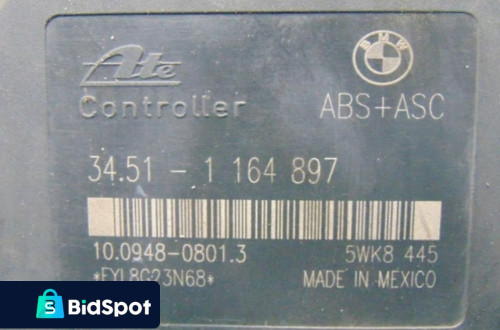 Ate
BMW
Controller
ABS+ASC
34.51 - 1 164 897
10.0948-0801.3
5WK8 445
*EYL8G23N68*
MADE IN MEXICO
S
BidSpot